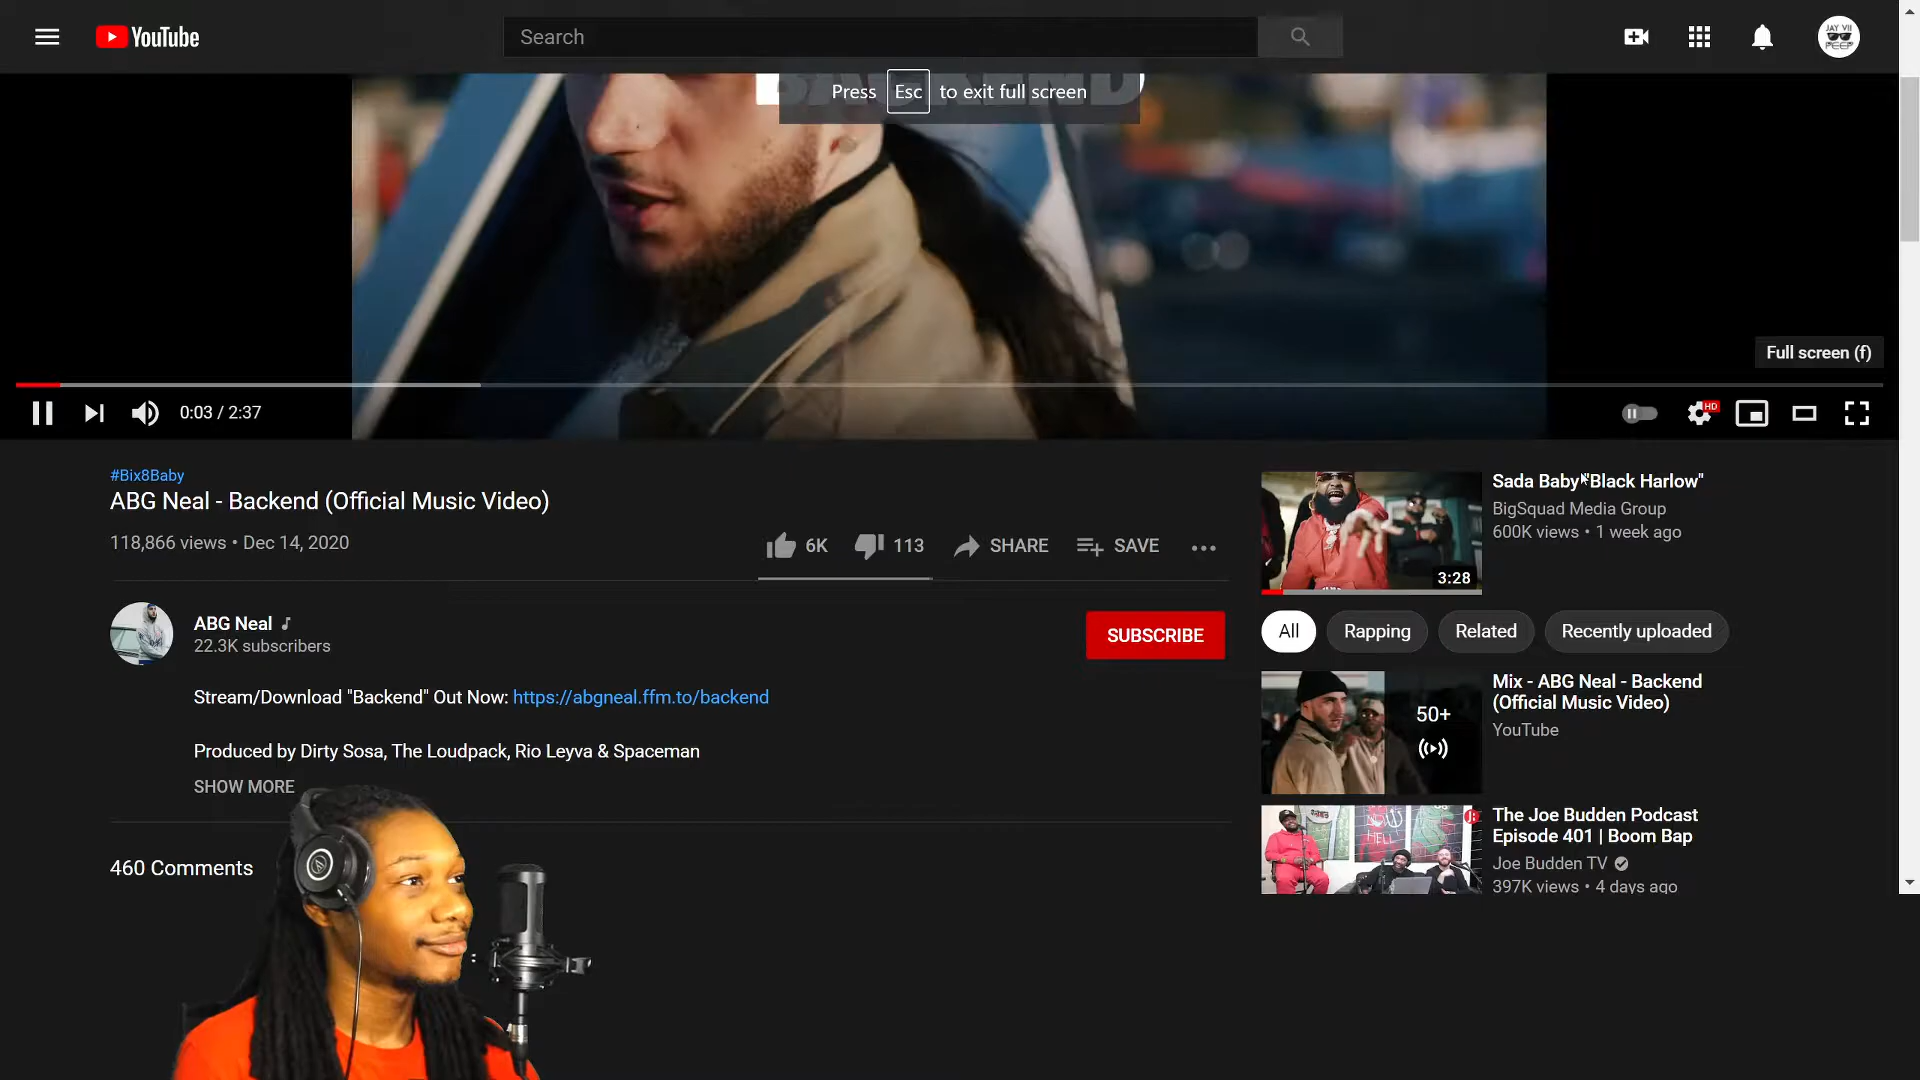 YouTube
Search
JAY VII
PEEP
BACKEND
Press Esc to exit full screen
Full screen (f)
0:03 / 2:37
HD
#Bix8Baby
ABG Neal - Backend (Official Music Video)
118,866 views • Dec 14, 2020
6K
113
SHARE
SAVE
ABG Neal
22.3K subscribers
SUBSCRIBE
Stream/Download "Backend" Out Now: https://abgneal.ffm.to/backend
Produced by Dirty Sosa, The Loudpack, Rio Leyva & Spaceman
SHOW MORE
460 Comments
Sada Baby "Black Harlow"
BigSquad Media Group
600K views • 1 week ago
3:28
All
Rapping
Related
Recently uploaded
50+
Mix - ABG Neal - Backend
(Official Music Video)
YouTube
The Joe Budden Podcast
Episode 401 | Boom Bap
Joe Budden TV
397K views • 4 days ago